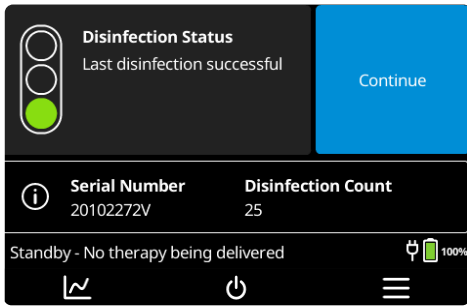 Disinfection Status
Last disinfection successful
Continue
Serial Number Disinfection Count
20102272V 25
Standby - No therapy being delivered 100%